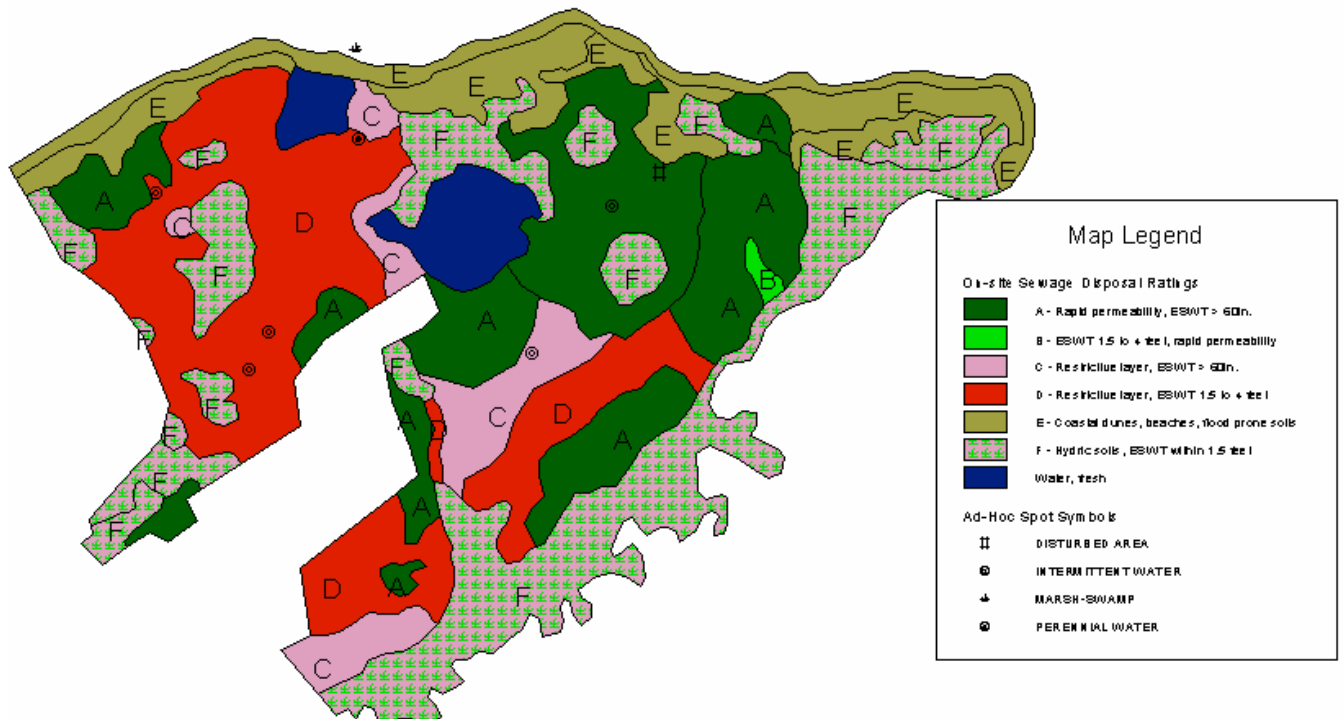 E
E
E
E
E
C
F
A
E
F
F
F
E
F
E
A
A
F
D
C
F
C
F
F
B
A
A
A
F
F
F
D
C
A
D
F
A
F
A
F
D
A
F
C
Map Legend
On-site Sewage Disposal Ratings
A - Rapid permeability, ESWT > 60in.
B - ESWT 1.5 to 4 feet, rapid permeability
C - Restrictive layer, ESWT > 60in.
D - Restrictive layer, ESWT 1.5 to 4 feet
E - Coastal dunes, beaches, flood prone soils
F - Hydric soils, ESWT within 1.5 feet
Water, fresh
Ad-Hoc Spot Symbols
DISTURBED AREA
INTERMITTENT WATER
MARSH-SWAMP
PERENNIAL WATER